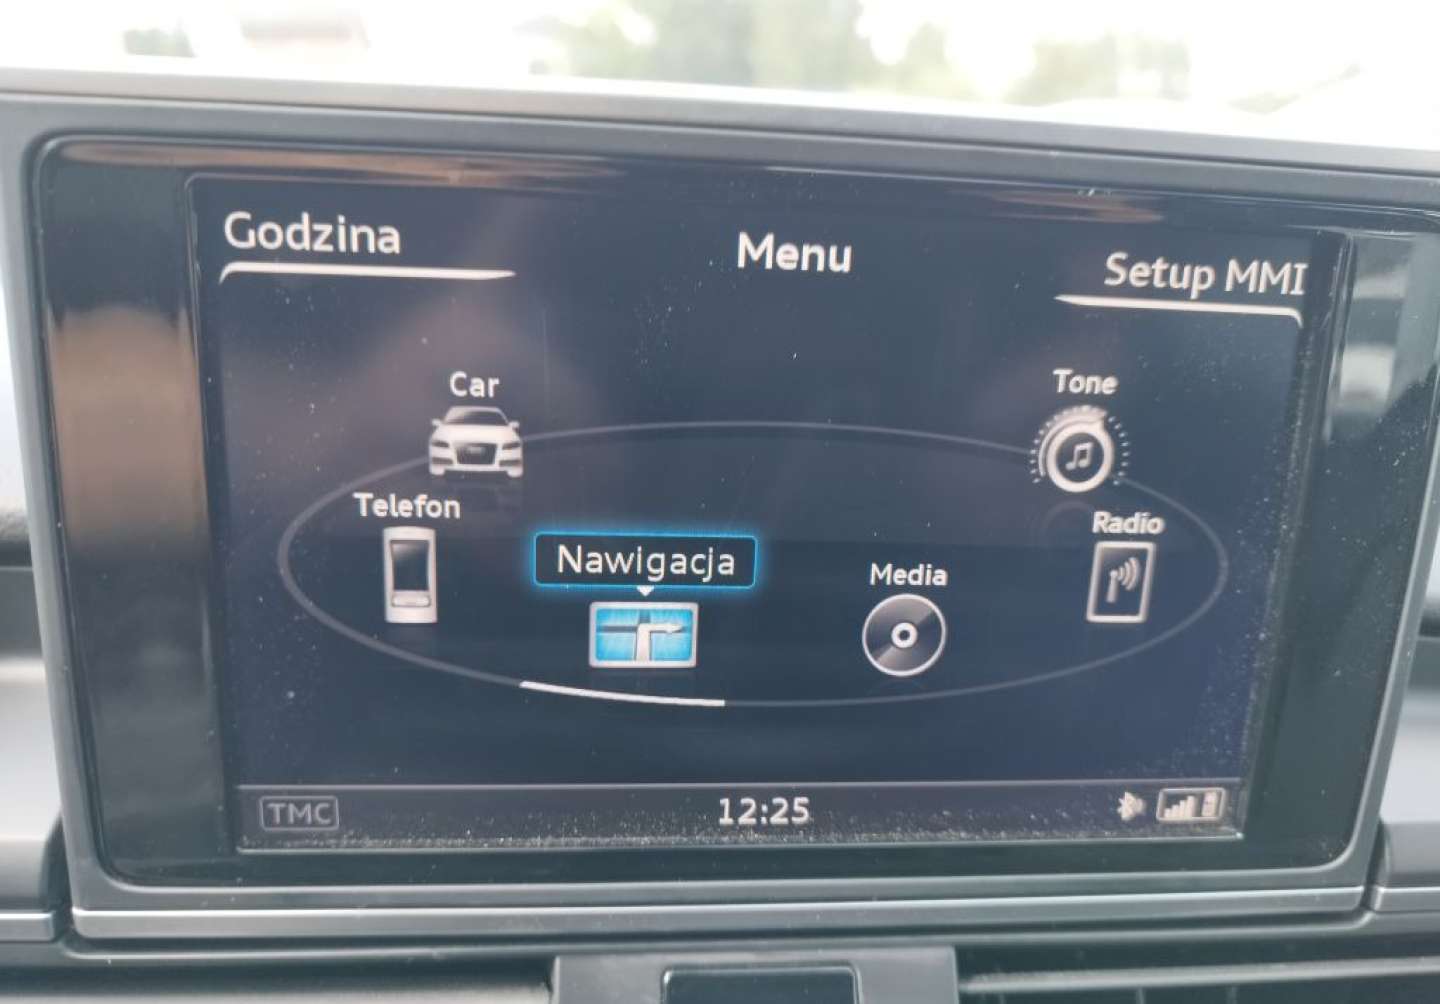 Godzina
Menu
Setup MMI
Car
Tone
Telefon
Radio
Nawigacja
Media
TMC
12:25